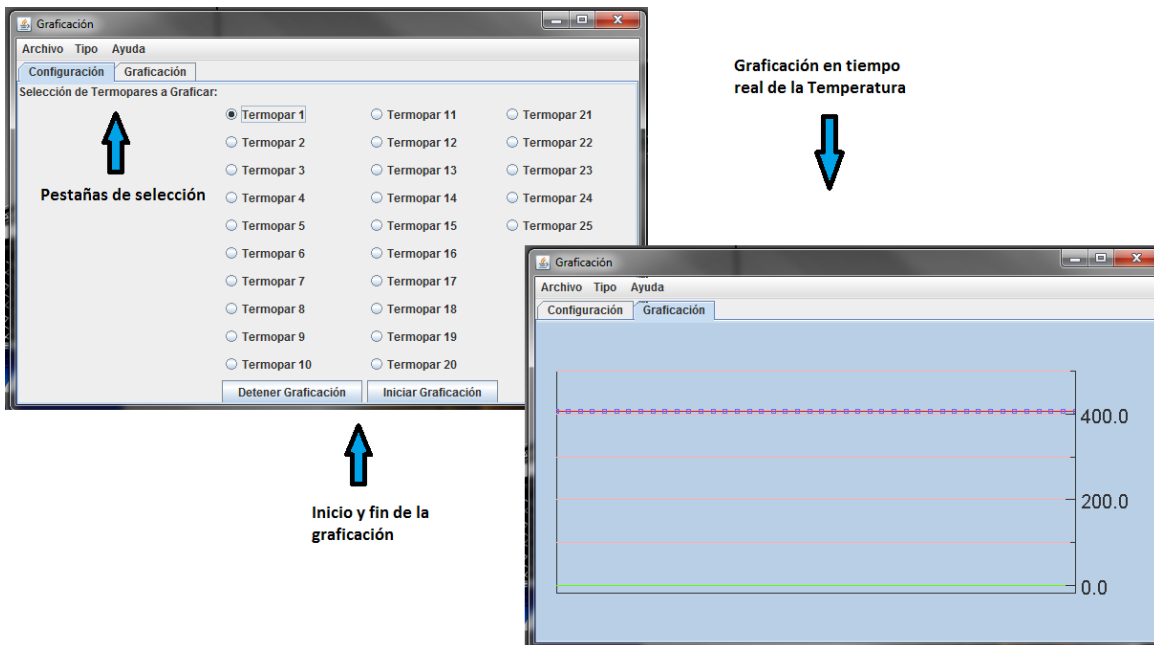 Graficación
Archivo Tipo Ayuda
Configuración Graficación
Selección de Termopares a Graficar:
Termopar 1 Termopar 11 Termopar 21
Termopar 2 Termopar 12 Termopar 22
Termopar 3 Termopar 13 Termopar 23
Termopar 4 Termopar 14 Termopar 24
Termopar 5 Termopar 15 Termopar 25
Termopar 6 Termopar 16
Termopar 7 Termopar 17
Termopar 8 Termopar 18
Termopar 9 Termopar 19
Termopar 10 Termopar 20
Detener Graficación Iniciar Graficación
Pestañas de selección
Inicio y fin de la
graficación
Graficación en tiempo
real de la Temperatura
Graficación
Archivo Tipo Ayuda
Configuración Graficación
400.0
200.0
0.0